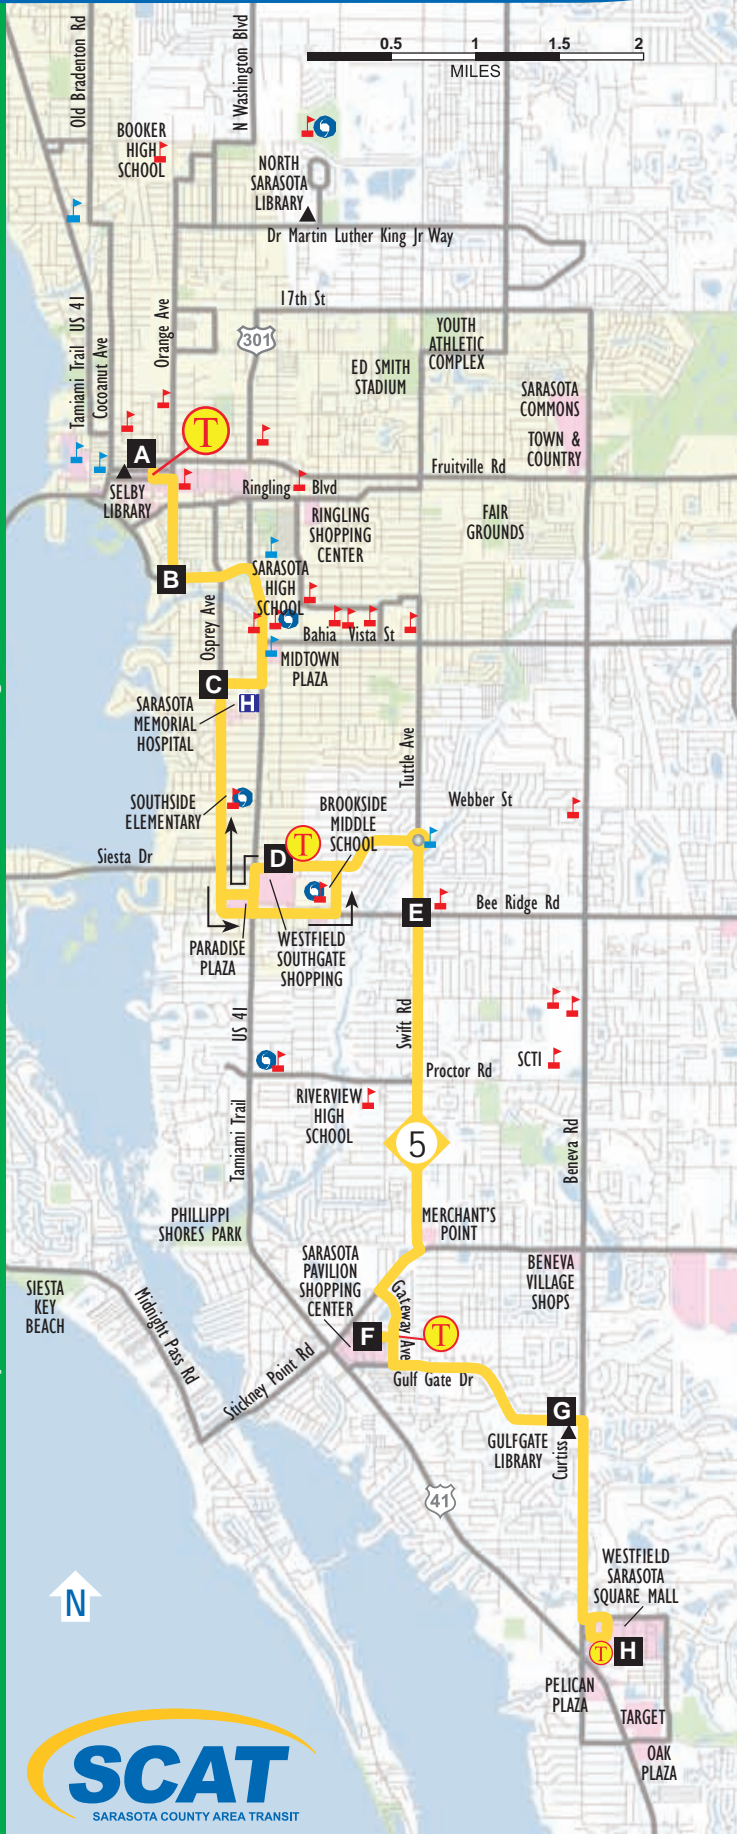 Old Bradenton Rd
N Washington Blvd
0.5 1 1.5 2
MILES
BOOKER
HIGH
SCHOOL
NORTH
SARASOTA
LIBRARY
Dr Martin Luther King Jr Way
17th St
Tamiami Trail US 41
Cocoanut Ave
Orange Ave
301
YOUTH
ATHLETIC
COMPLEX
ED SMITH
STADIUM
SARASOTA
COMMONS
TOWN &
COUNTRY
T
A
Fruitville Rd
SELBY
LIBRARY
Ringling Blvd
RINGLING
SHOPPING
CENTER
FAIR
GROUNDS
B
SARASOTA
HIGH
SCHOOL
Osprey Ave
Bahia Vista St
MIDTOWN
PLAZA
C
H
SARASOTA
MEMORIAL
HOSPITAL
Tuttle Ave
SOUTHSIDE
ELEMENTARY
BROOKSIDE
MIDDLE
SCHOOL
Webber St
Siesta Dr
D
T
E
Bee Ridge Rd
PARADISE
PLAZA
WESTFIELD
SOUTHGATE
SHOPPING
US 41
Swift Rd
SCTI
Proctor Rd
RIVERVIEW
HIGH
SCHOOL
Tamiami Trail
5
Beneva Rd
PHILLIPPI
SHORES PARK
MERCHANT'S
POINT
SARASOTA
PAVILION
SHOPPING
CENTER
BENEVA
VILLAGE
SHOPS
SIESTA
KEY
BEACH
Midnight Pass Rd
Gateway Ave
F
T
Stickney Point Rd
Gulf Gate Dr
G
GULFGATE
LIBRARY
Curtiss
41
WESTFIELD
SARASOTA
SQUARE MALL
N
T
H
PELICAN
PLAZA
TARGET
OAK
PLAZA
SCAT
SARASOTA COUNTY AREA TRANSIT